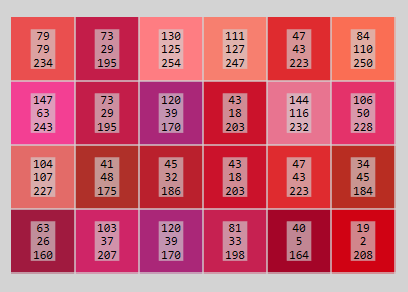 79 73 130 111 47 84
79 29 125 127 43 110
234 195 254 247 223 250
147 73 120 43 144 106
63 29 39 18 116 50
243 195 170 203 232 228
104 41 45 43 47 34
107 48 32 18 43 45
227 175 186 203 223 184
63 103 120 81 40 19
26 37 39 33 5 2
160 207 170 198 164 208